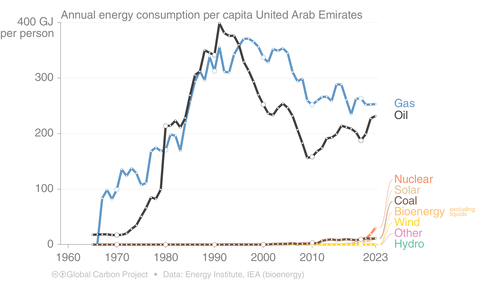 Annual energy consumption per capita United Arab Emirates
400 GJ
per person
300
200
100
0
1960
1970
1980
1990
2000
2010
2023
Gas
Oil
Nuclear
Solar
Coal
Bioenergy excluding liquids
Wind
Other
Hydro
Global Carbon Project • Data: Energy Institute, IEA (bioenergy)